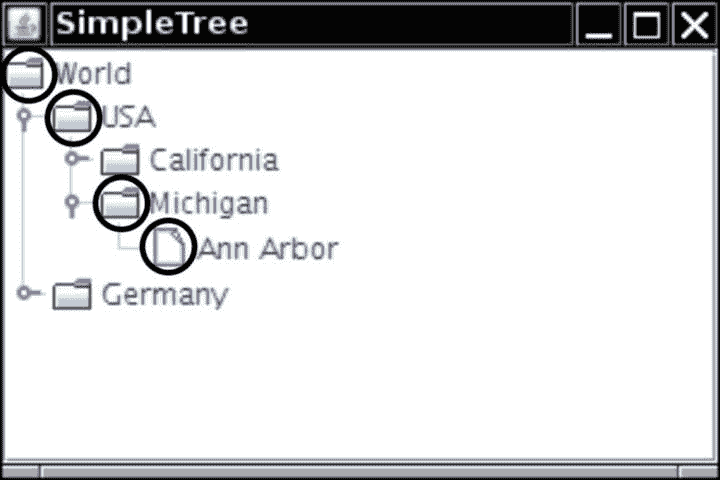 SimpleTree
World
USA
California
Michigan
Ann Arbor
Germany